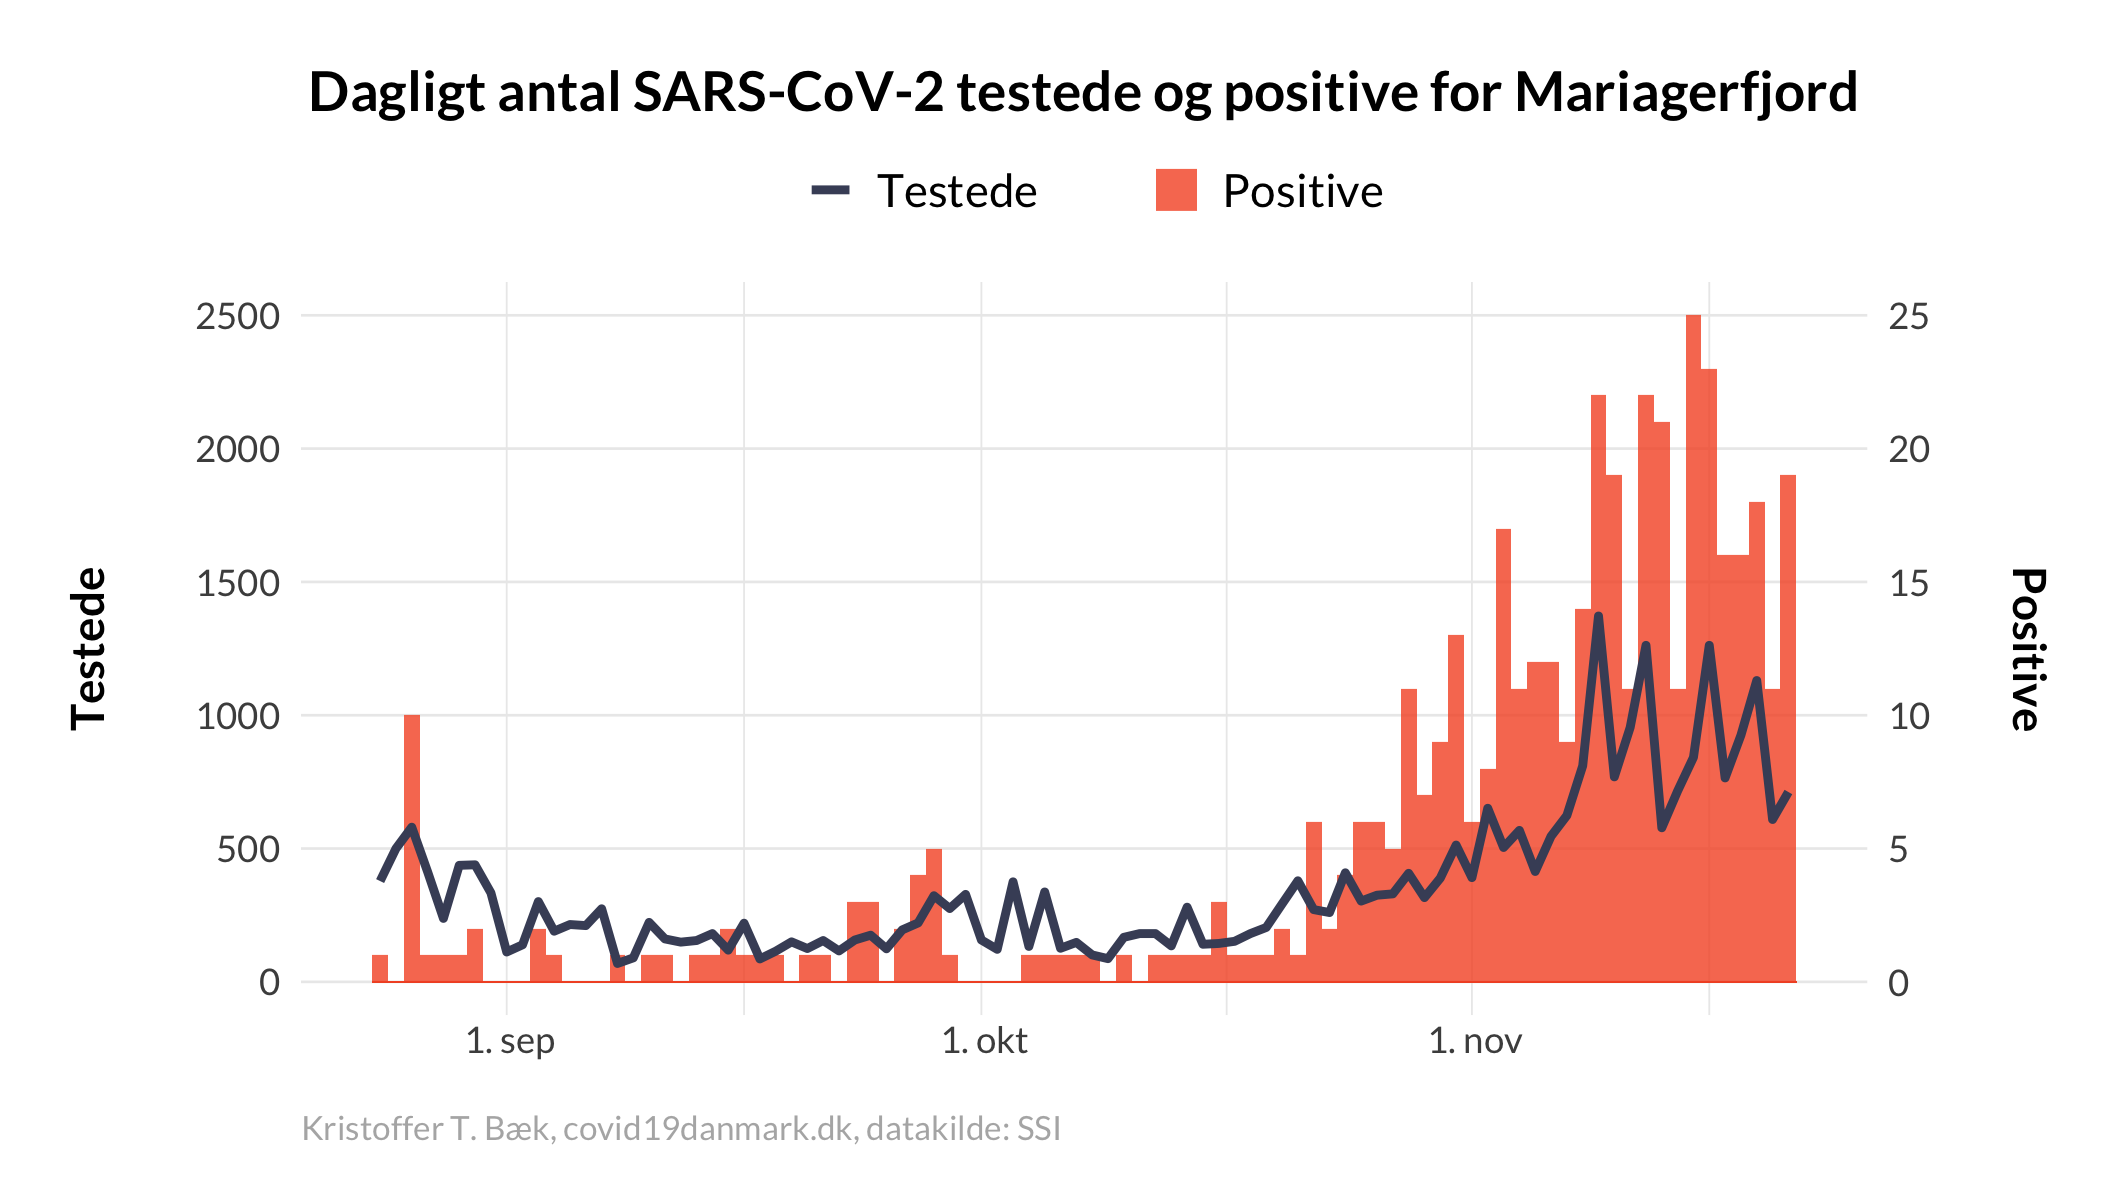 Dagligt antal SARS-CoV-2 testede og positive for Mariagerfjord
Testede Positive
2500 25
2000 20
1500 15
1000 10
500 5
0 0
Testede
Positive
1. sep 1. okt 1. nov
Kristoffer T. Bæk, covid19danmark.dk, datakilde: SSI